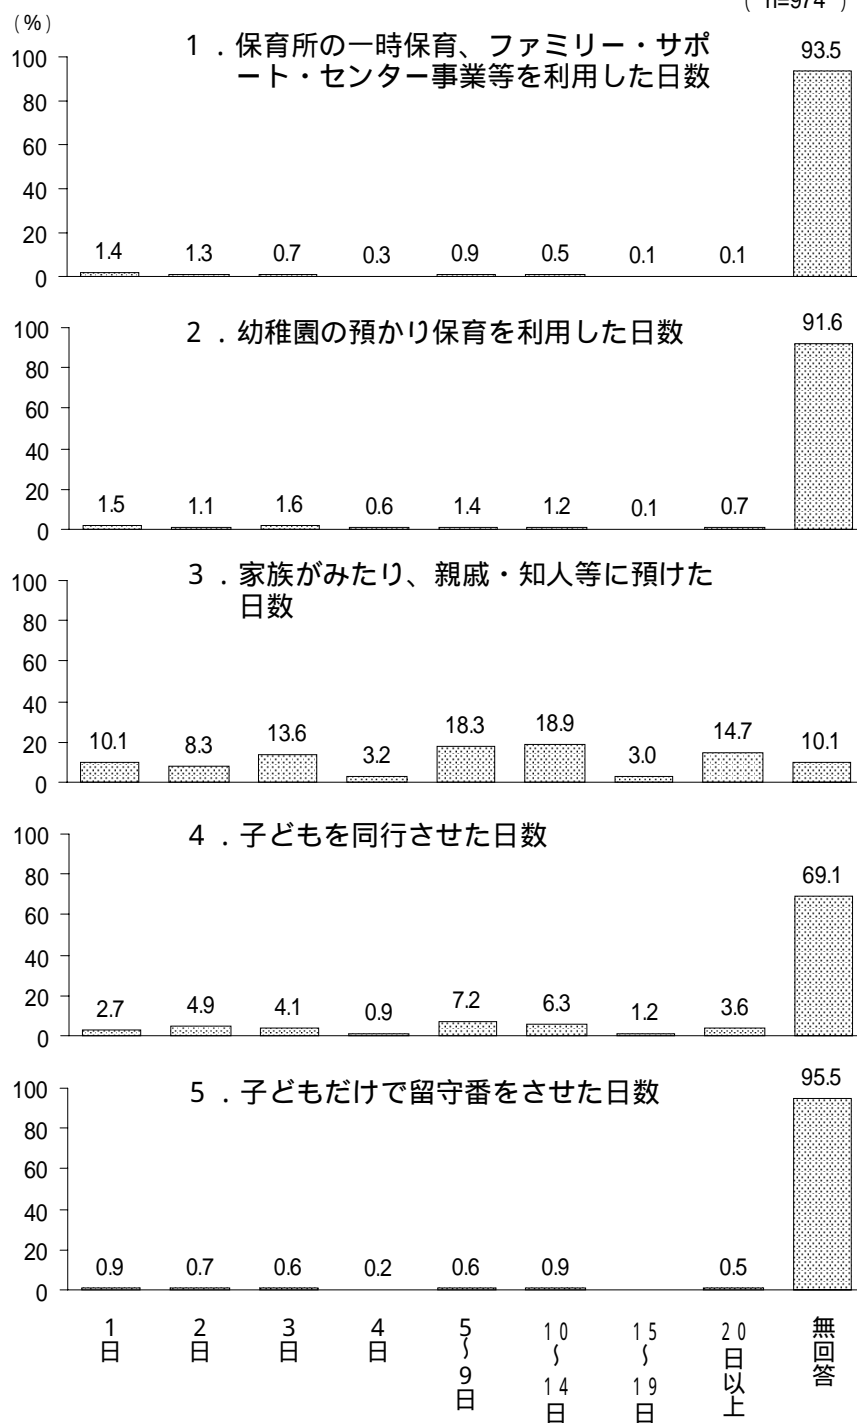 ( n=974 )
(%)
１．保育所の一時保育、ファミリー・サポ
ート・センター事業等を利用した日数
100
80
60
40
20
0
1.4 1.3 0.7 0.3 0.9 0.5 0.1 0.1 93.5
２．幼稚園の預かり保育を利用した日数
100
80
60
40
20
0
1.5 1.1 1.6 0.6 1.4 1.2 0.1 0.7 91.6
３．家族がみたり、親戚・知人等に預けた
日数
100
80
60
40
20
0
10.1 8.3 13.6 3.2 18.3 18.9 3.0 14.7 10.1
４．子どもを同行させた日数
100
80
60
40
20
0
2.7 4.9 4.1 0.9 7.2 6.3 1.2 3.6 69.1
５．子どもだけで留守番をさせた日数
100
80
60
40
20
0
0.9 0.7 0.6 0.2 0.6 0.9 0.5 95.5
1日
2日
3日
4日
5～9日
10～14日
15～19日
20日以上
無回答